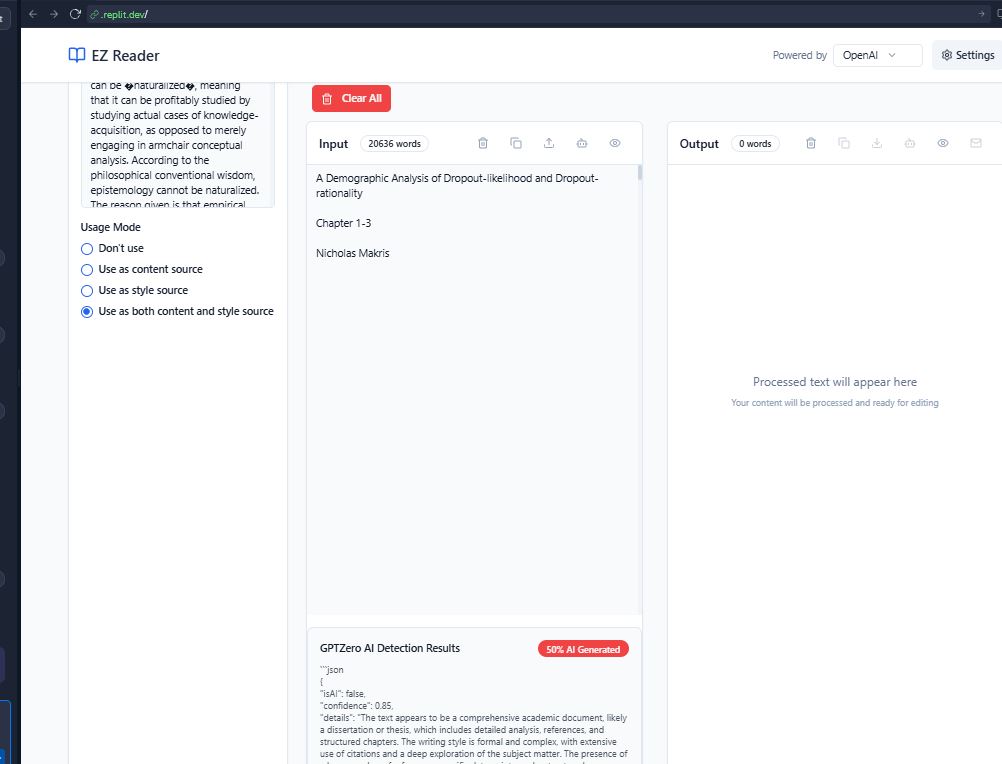 .replit.dev/
EZ Reader
Powered by
OpenAI
Settings
can be �naturalized�, meaning
that it can be profitably studied by
studying actual cases of knowledge-
acquisition, as opposed to merely
engaging in armchair conceptual
analysis. According to the
philosophical conventional wisdom,
epistemology cannot be naturalized.
The reason given is that empirical
Usage Mode
Don't use
Use as content source
Use as style source
Use as both content and style source
Clear All
Input
20636 words
A Demographic Analysis of Dropout-likelihood and Dropout-
rationality
Chapter 1-3
Nicholas Makris
GPTZero AI Detection Results
50% AI Generated
```json
{
"isAI": false,
"confidence": 0.85,
"details": "The text appears to be a comprehensive academic document, likely
a dissertation or thesis, which includes detailed analysis, references, and
structured chapters. The writing style is formal and complex, with extensive
use of citations and a deep exploration of the subject matter. The presence of
Output
0 words
Processed text will appear here
Your content will be processed and ready for editing